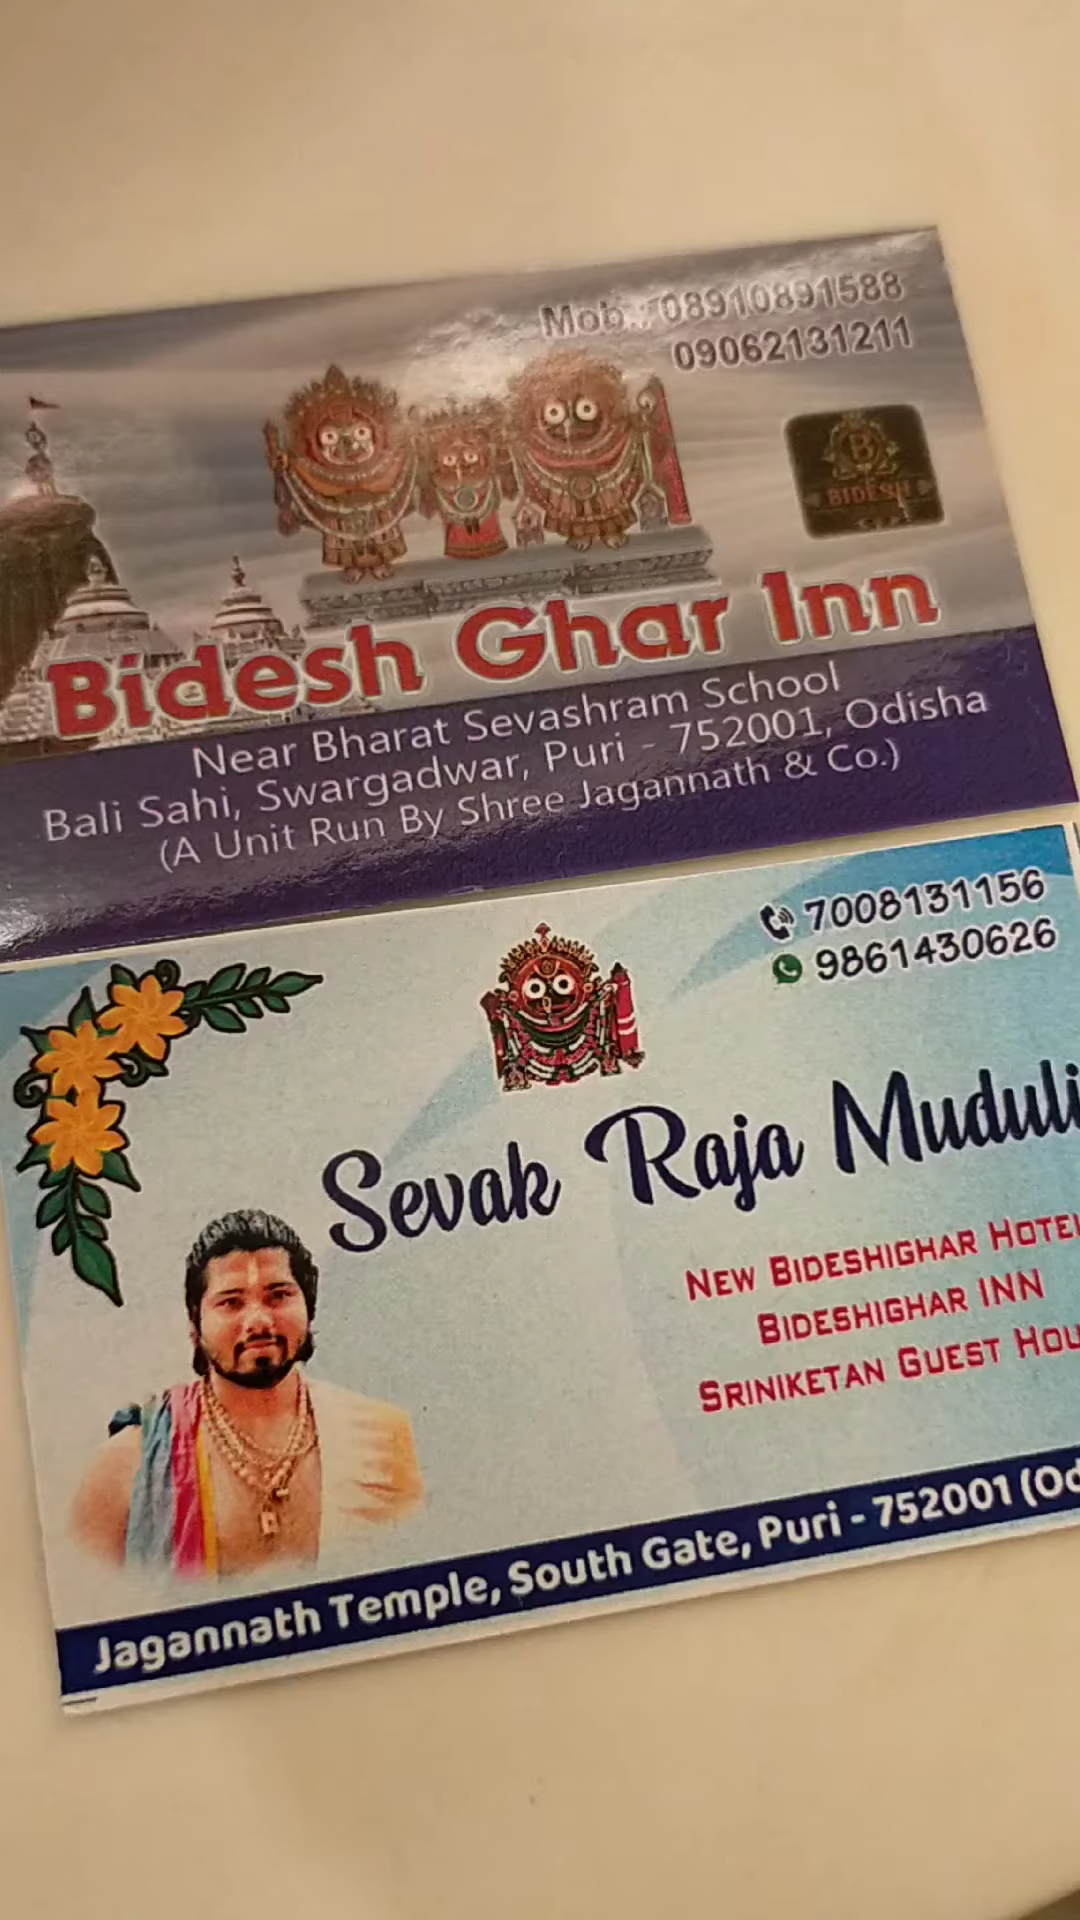 Mob.: 08910891588
09062131211
B
BIDESH
Bidesh Ghar Inn
Near Bharat Sevashram School
Bali Sahi, Swargadwar, Puri - 752001, Odisha
(A Unit Run By Shree Jagannath & Co.)
7008131156
9861430626
Sevak Raja Muduli
NEW BIDESHIGHAR HOTEL
BIDESHIGHAR INN
SRINIKETAN GUEST HOU
Jagannath Temple, South Gate, Puri - 752001 (Od